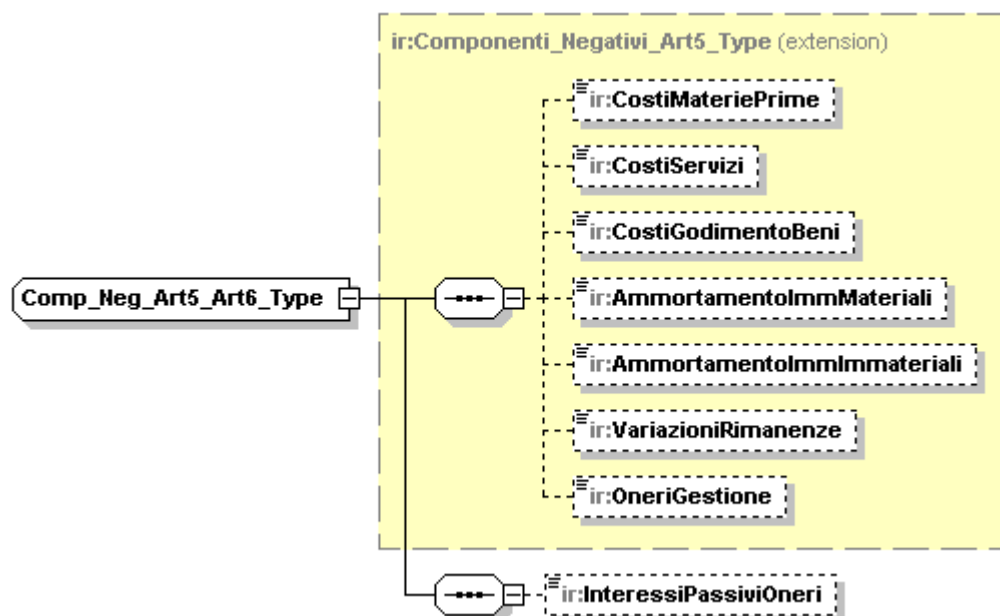 ir:Componenti_Negativi_Art5_Type (extension)
ir:CostiMateriePrime
ir:CostiServizi
ir:CostiGodimentoBeni
Comp_Neg_Art5_Art6_Type
ir:AmmortamentoImmMateriali
ir:AmmortamentoImmImmateriali
ir:VariazioniRimanenze
ir:OneriGestione
ir:InteressiPassiviOneri